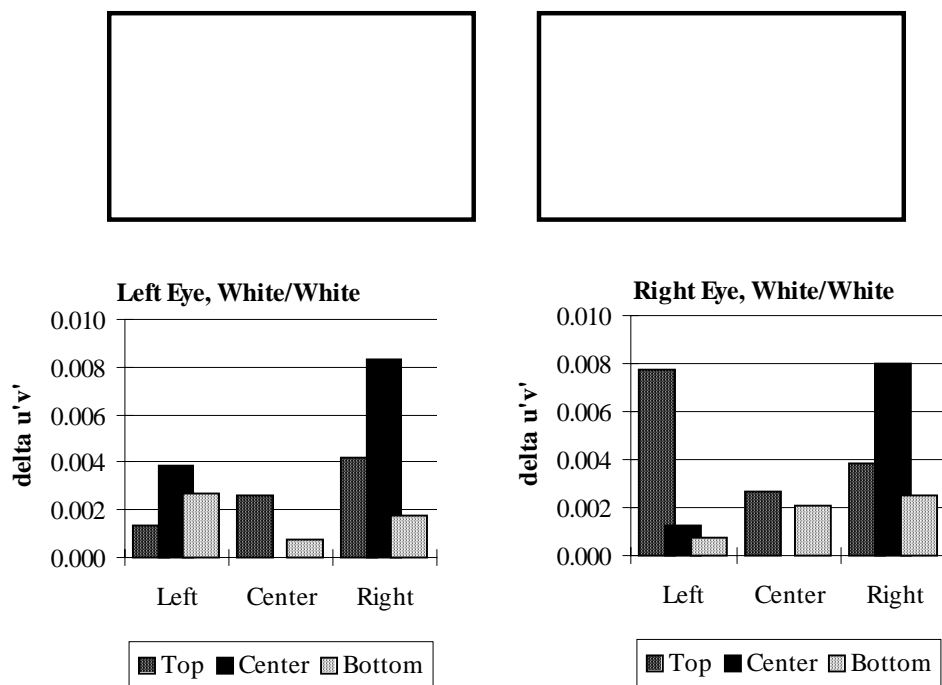 Left Eye, White/White
0.010
0.008
0.006
0.004
0.002
0.000
delta u'v'
Left Center Right
Top Center Bottom
Right Eye, White/White
0.010
0.008
0.006
0.004
0.002
0.000
delta u'v'
Left Center Right
Top Center Bottom